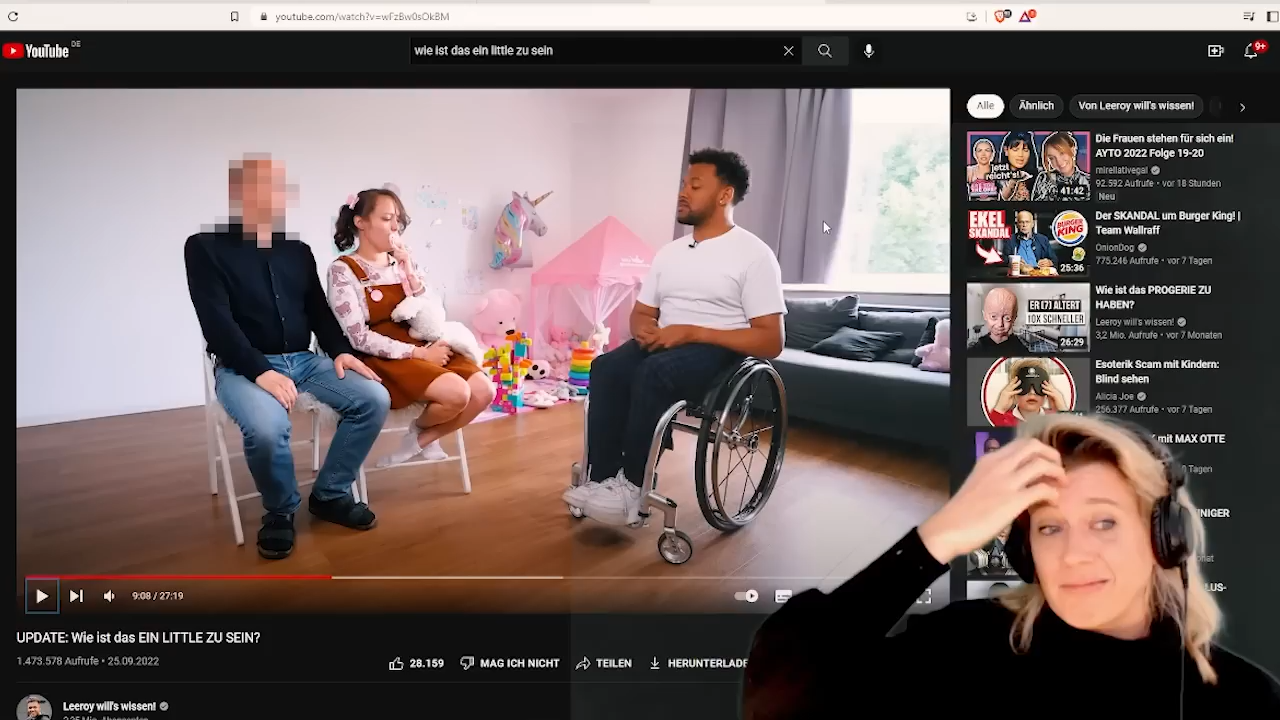 youtube.com/watch?v=wFzBw0sOkBM
YouTube DE
wie ist das ein little zu sein
9+
Alle
Ähnlich
Von Leeroy will's wissen!
jetzt reicht's!
41:42
Die Frauen stehen für sich ein!
AYTO 2022 Folge 19-20
mirellativegal
92.592 Aufrufe • vor 18 Stunden
Neu
EKEL SKANDAL
BURGER KING
25:36
Der SKANDAL um Burger King! |
Team Wallraff
OnionDog
775.246 Aufrufe • vor 7 Tagen
ER (7) ALTERT
10X SCHNELLER
26:29
Wie ist das PROGERIE ZU
HABEN?
Leeroy will's wissen!
3,2 Mio. Aufrufe • vor 7 Monaten
Esoterik Scam mit Kindern:
Blind sehen
Alicia Joe
256.377 Aufrufe • vor 7 Tagen
mit MAX OTTE
Tagen
9:08 / 27:19
UPDATE: Wie ist das EIN LITTLE ZU SEIN?
1.473.578 Aufrufe • 25.09.2022
28.159
MAG ICH NICHT
TEILEN
HERUNTERLADE
Leeroy will's wissen!